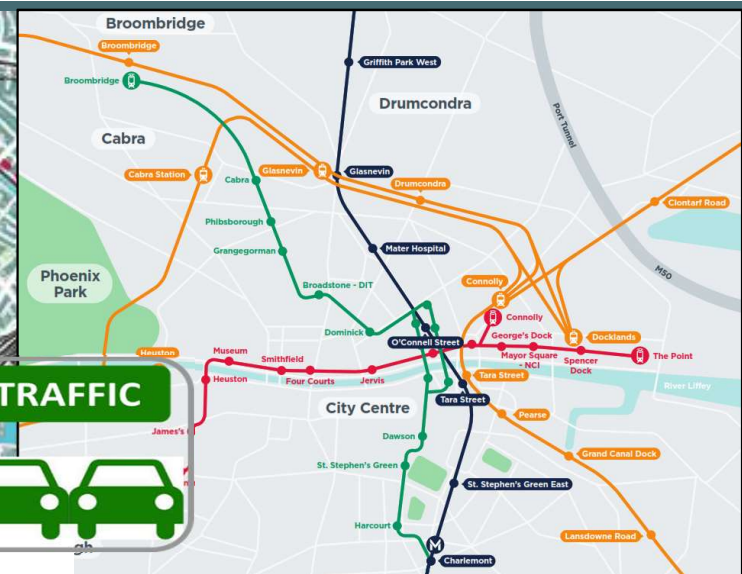 Broombridge
Broombridge
Broombridge
Griffith Park West
Drumcondra
Cabra
Port Tunnel
Cabra Station
Glasnevin
Glasnevin
Cabra
Drumcondra
Clontarf Road
Phibsborough
Grangegorman
Mater Hospital
M50
Phoenix
Park
Broadstone - DIT
Connolly
Connolly
Dominick
O'Connell Street
George's Dock
Docklands
Heuston
Museum
Smithfield
Mayor Square
- NCI
Spencer
Dock
The Point
Heuston
Four Courts
Jervis
Tara Street
River Liffey
TRAFFIC
City Centre
Tara Street
Pearse
James's
Dawson
Grand Canal Dock
St. Stephen's Green
St. Stephen's Green East
Harcourt
Lansdowne Road
M
Charlemont